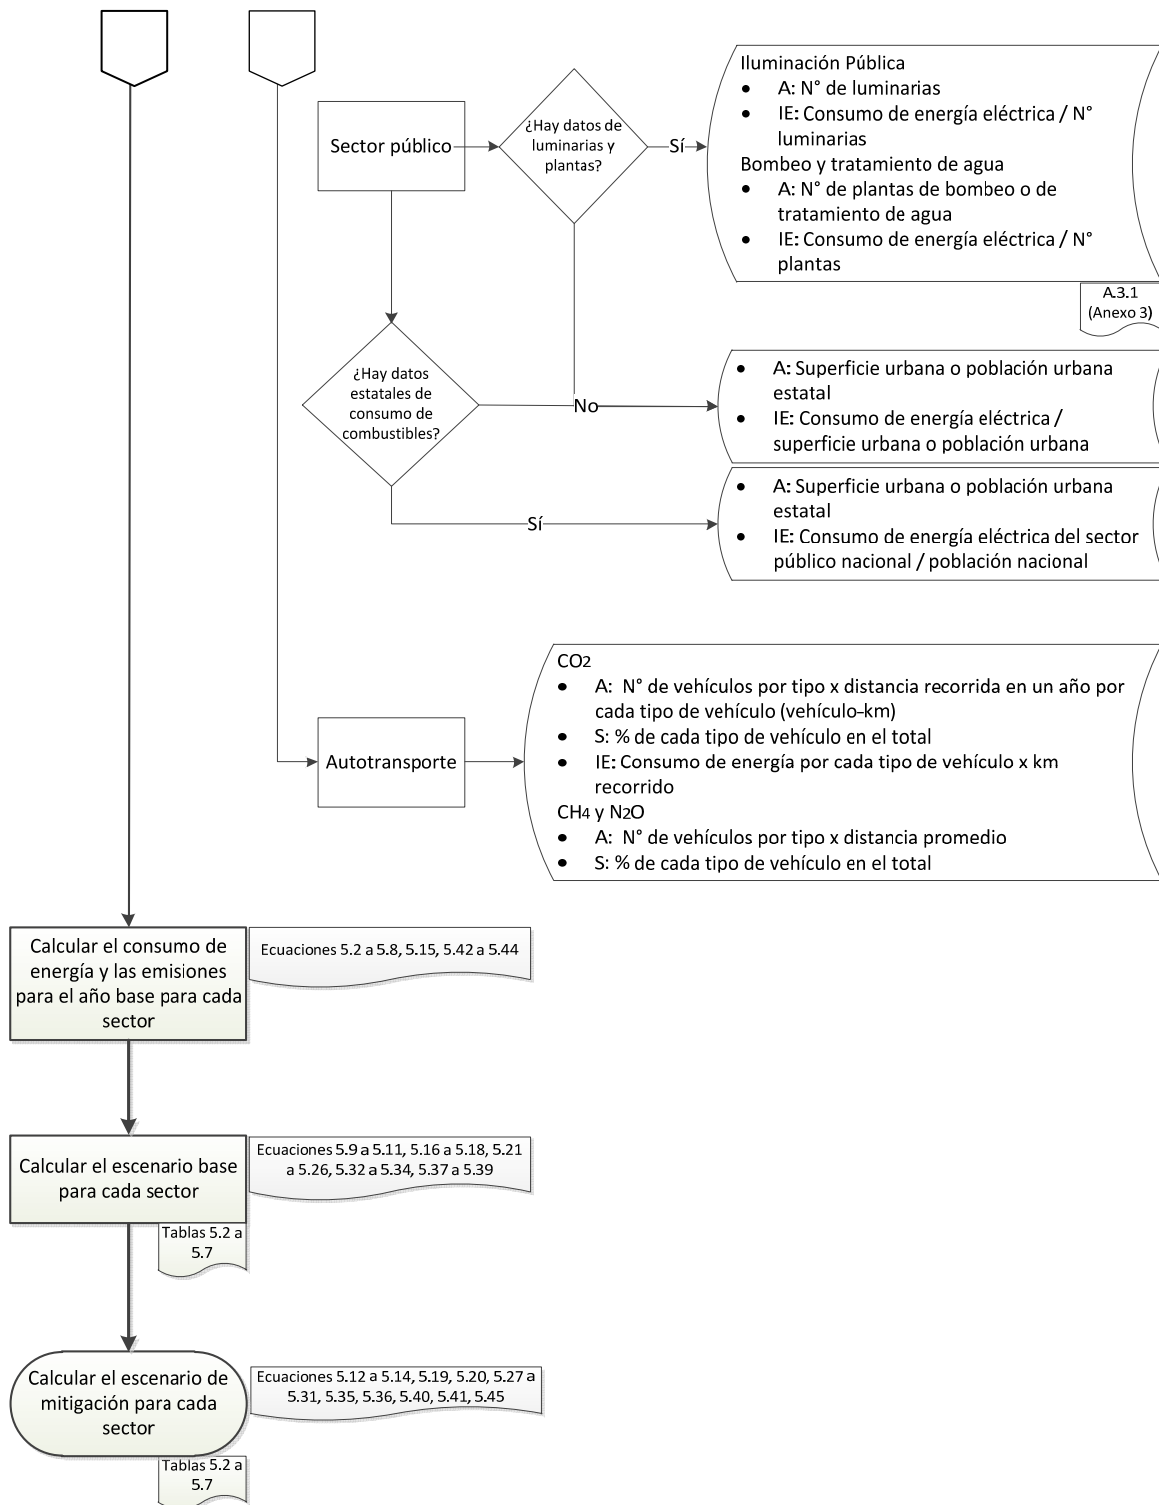 Sector público
¿Hay datos de
luminarias y
plantas?
Sí
Iluminación Pública
• A: N° de luminarias
• IE: Consumo de energía eléctrica / N°
luminarias
Bombeo y tratamiento de agua
• A: N° de plantas de bombeo o de
tratamiento de agua
• IE: Consumo de energía eléctrica / N°
plantas
A.3.1
(Anexo 3)
¿Hay datos
estatales de
consumo de
combustibles?
No
• A: Superficie urbana o población urbana
estatal
• IE: Consumo de energía eléctrica /
superficie urbana o población urbana
Sí
• A: Superficie urbana o población urbana
estatal
• IE: Consumo de energía eléctrica del sector
público nacional / población nacional
Autotransporte
CO2
• A: N° de vehículos por tipo x distancia recorrida en un año por
cada tipo de vehículo (vehículo-km)
• S: % de cada tipo de vehículo en el total
• IE: Consumo de energía por cada tipo de vehículo x km
recorrido
CH4 y N2O
• A: N° de vehículos por tipo x distancia promedio
• S: % de cada tipo de vehículo en el total
Calcular el consumo de
energía y las emisiones
para el año base para cada
sector
Ecuaciones 5.2 a 5.8, 5.15, 5.42 a 5.44
Calcular el escenario base
para cada sector
Ecuaciones 5.9 a 5.11, 5.16 a 5.18, 5.21
a 5.26, 5.32 a 5.34, 5.37 a 5.39
Tablas 5.2 a
5.7
Calcular el escenario de
mitigación para cada
sector
Ecuaciones 5.12 a 5.14, 5.19, 5.20, 5.27 a
5.31, 5.35, 5.36, 5.40, 5.41, 5.45
Tablas 5.2 a
5.7